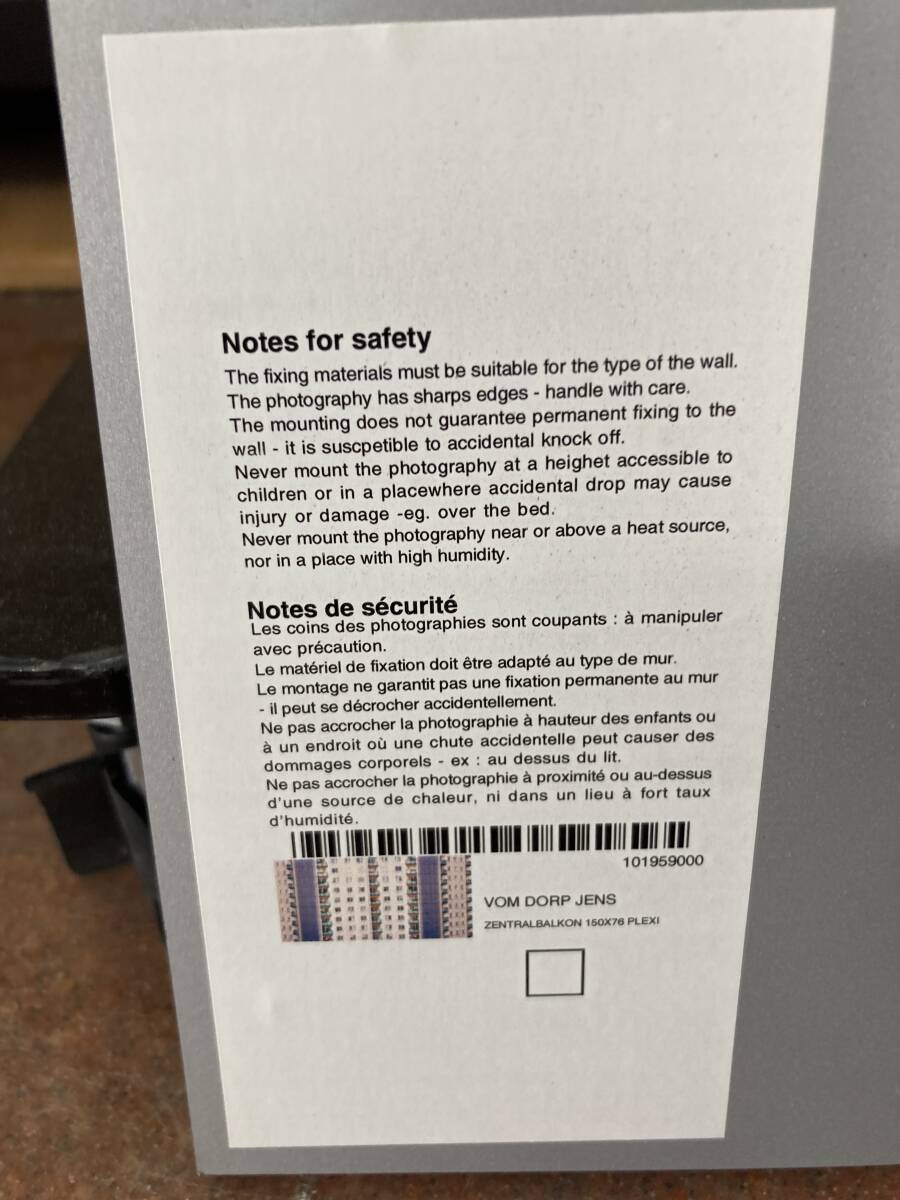 Notes for safety
The fixing materials must be suitable for the type of the wall.
The photography has sharps edges - handle with care.
The mounting does not guarantee permanent fixing to the
wall - it is suscpetible to accidental knock off.
Never mount the photography at a heighet accessible to
children or in a placewhere accidental drop may cause
injury or damage -eg. over the bed.
Never mount the photography near or above a heat source,
nor in a place with high humidity.
Notes de sécurité
Les coins des photographies sont coupants : à manipuler
avec précaution.
Le matériel de fixation doit être adapté au type de mur.
Le montage ne garantit pas une fixation permanente au mur
- il peut se décrocher accidentellement.
Ne pas accrocher la photographie à hauteur des enfants ou
à un endroit où une chute accidentelle peut causer des
dommages corporels - ex : au dessus du lit.
Ne pas accrocher la photographie à proximité ou au-dessus
d'une source de chaleur, ni dans un lieu à fort taux
d'humidité.
101959000
VOM DORP JENS
ZENTRALBALKON 150X76 PLEXI